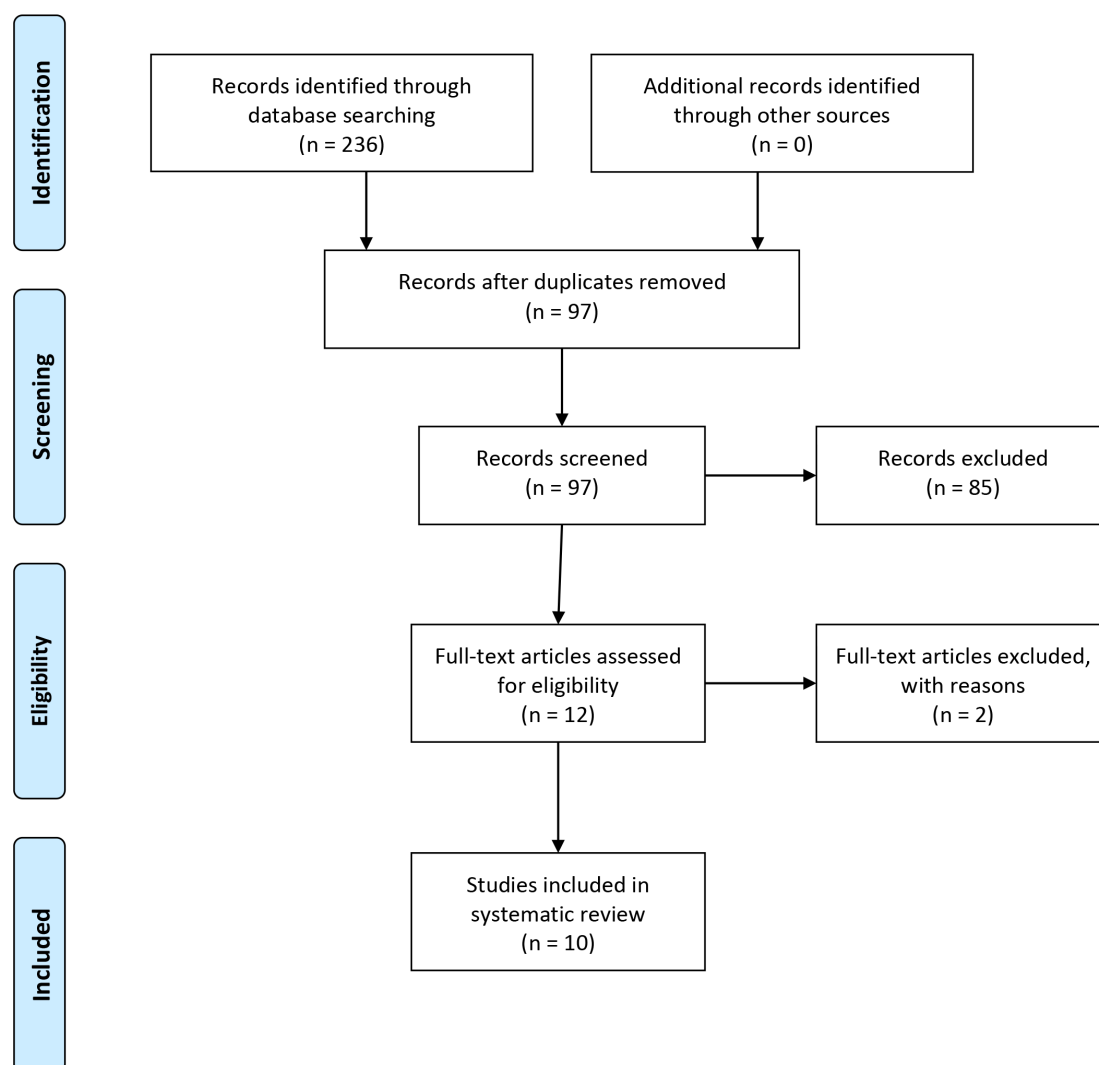 Identification
Records identified through
database searching
(n = 236)
Additional records identified
through other sources
(n = 0)
Records after duplicates removed
(n = 97)
Screening
Records screened
(n = 97)
Records excluded
(n = 85)
Eligibility
Full-text articles assessed
for eligibility
(n = 12)
Full-text articles excluded,
with reasons
(n = 2)
Included
Studies included in
systematic review
(n = 10)